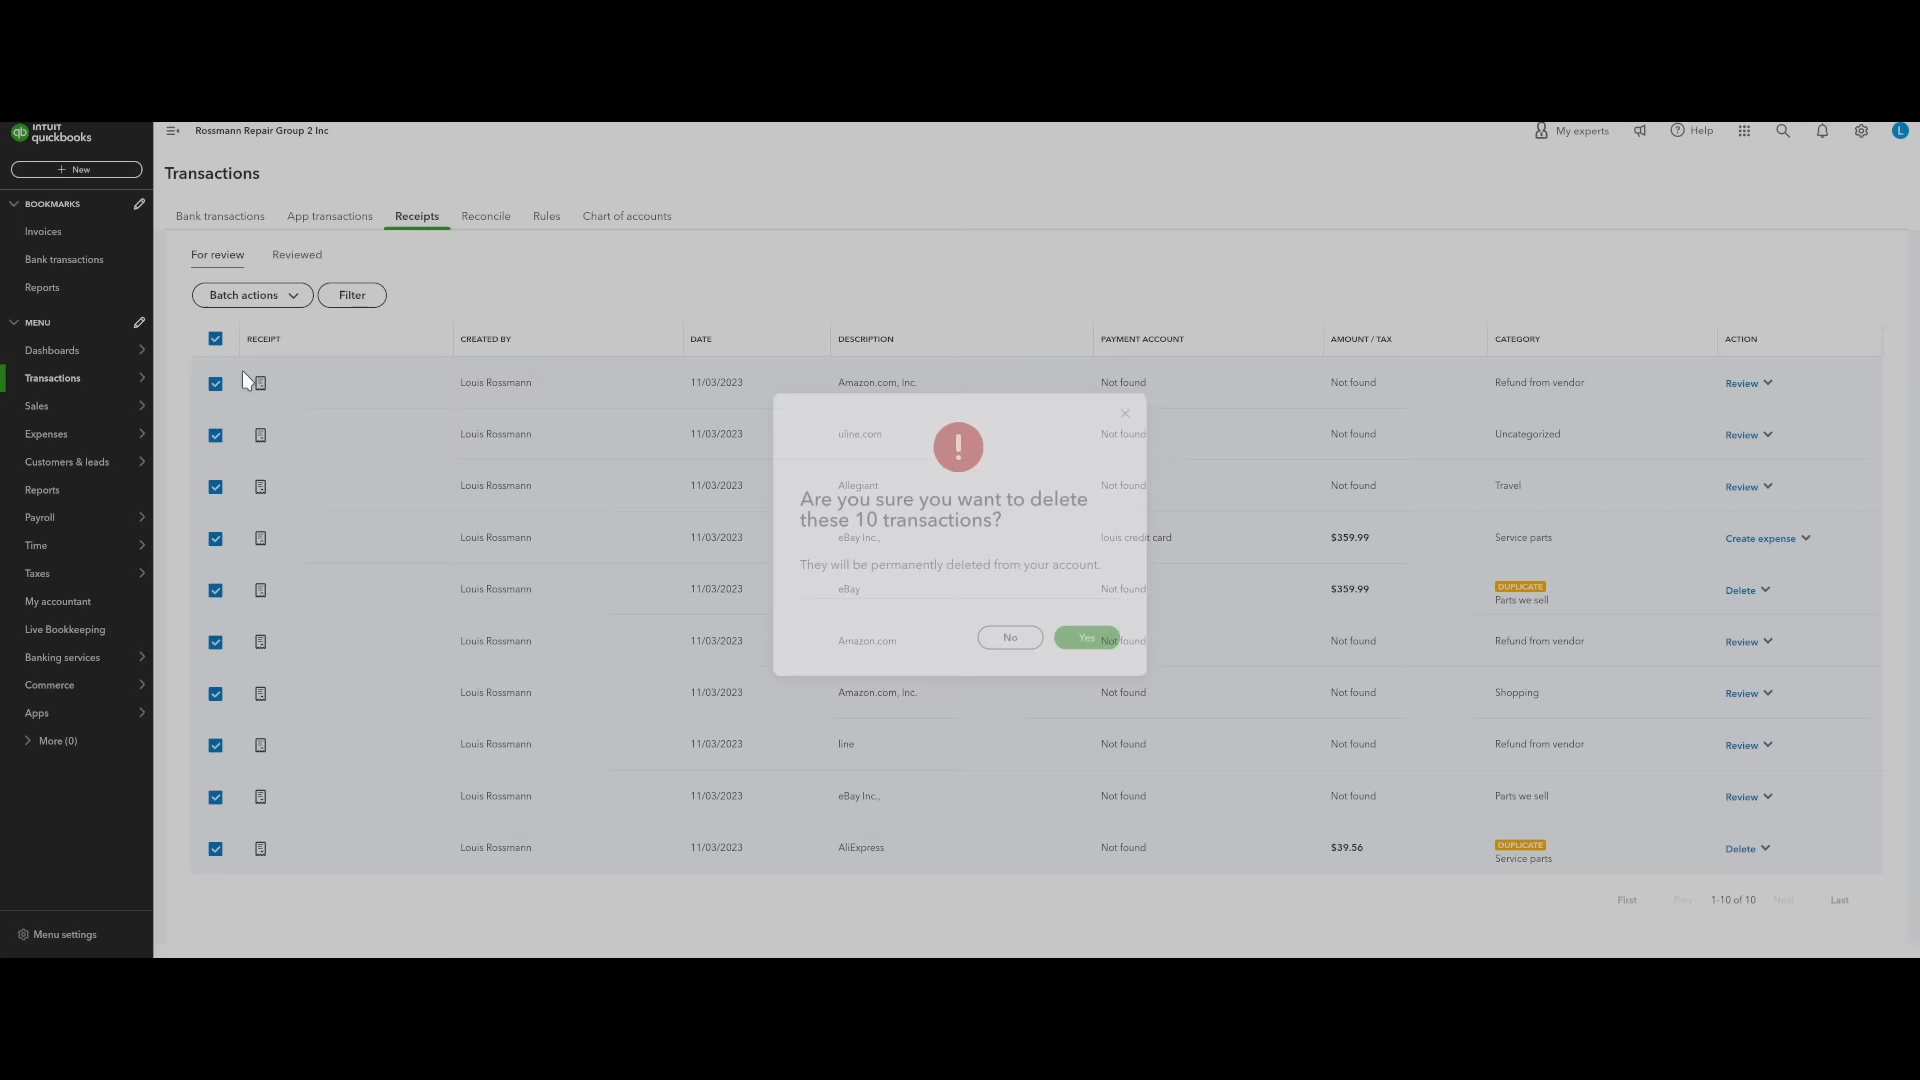 INTUIT
quickbooks
Rossmann Repair Group 2 Inc
My experts
Help
L
+ New
Transactions
BOOKMARKS
Invoices
Bank transactions
Reports
MENU
Dashboards
Transactions
Sales
Expenses
Customers & leads
Reports
Payroll
Time
Taxes
My accountant
Live Bookkeeping
Banking services
Commerce
Apps
More (0)
Menu settings
Bank transactions App transactions Receipts Reconcile Rules Chart of accounts
For review Reviewed
Batch actions Filter
RECEIPT CREATED BY DATE DESCRIPTION PAYMENT ACCOUNT AMOUNT / TAX CATEGORY ACTION
Louis Rossmann 11/03/2023 Amazon.com, Inc. Not found Not found Refund from vendor Review
Louis Rossmann 11/03/2023 uline.com Not found Not found Uncategorized Review
Louis Rossmann 11/03/2023 Allegiant Not found Not found Travel Review
Louis Rossmann 11/03/2023 eBay Inc., louis credit card $359.99 Service parts Create expense
Louis Rossmann 11/03/2023 eBay Not found $359.99 DUPLICATE Delete
Parts we sell
Louis Rossmann 11/03/2023 Amazon.com Not found Not found Refund from vendor Review
Louis Rossmann 11/03/2023 Amazon.com, Inc. Not found Not found Shopping Review
Louis Rossmann 11/03/2023 line Not found Not found Refund from vendor Review
Louis Rossmann 11/03/2023 eBay Inc., Not found Not found Parts we sell Review
Louis Rossmann 11/03/2023 AliExpress Not found $39.56 DUPLICATE Delete
Service parts
First Prev 1-10 of 10 Next Last
!
Are you sure you want to delete
these 10 transactions?
They will be permanently deleted from your account.
No Yes